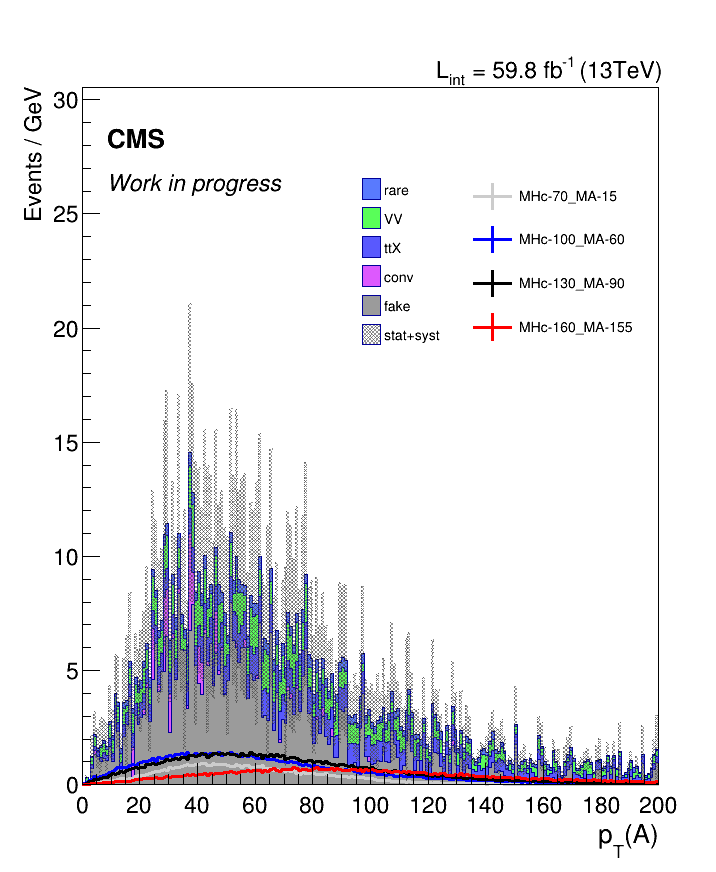 L_int = 59.8 fb^-1 (13TeV)
Events / GeV
30
25
20
15
10
5
0
CMS
Work in progress
rare
VV
ttX
conv
fake
stat+syst
MHc-70_MA-15
MHc-100_MA-60
MHc-130_MA-90
MHc-160_MA-155
0 20 40 60 80 100 120 140 160 180 200
p_T(A)